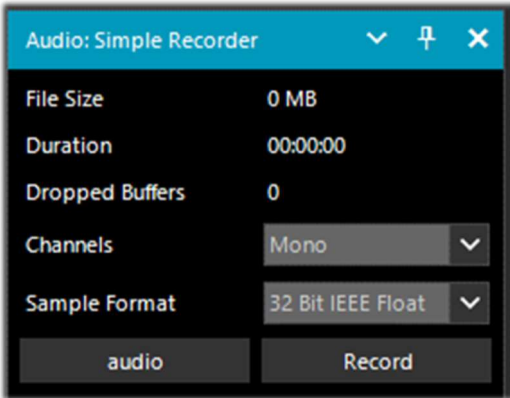 Audio: Simple Recorder
File Size 0 MB
Duration 00:00:00
Dropped Buffers 0
Channels Mono
Sample Format 32 Bit IEEE Float
audio Record